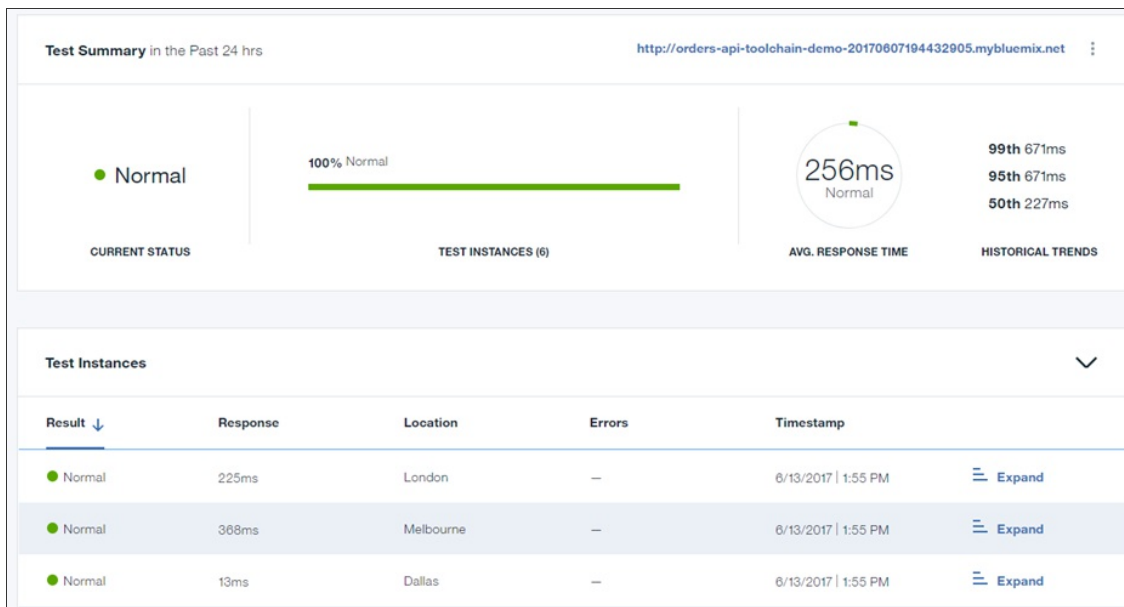 Test Summary in the Past 24 hrs
http://orders-api-toolchain-demo-20170607194432905.mybluemix.net
Normal
CURRENT STATUS
100% Normal
TEST INSTANCES (6)
256ms
Normal
AVG. RESPONSE TIME
99th 671ms
95th 671ms
50th 227ms
HISTORICAL TRENDS
Test Instances
Result Response Location Errors Timestamp
Normal 225ms London — 6/13/2017 | 1:55 PM Expand
Normal 368ms Melbourne — 6/13/2017 | 1:55 PM Expand
Normal 13ms Dallas — 6/13/2017 | 1:55 PM Expand